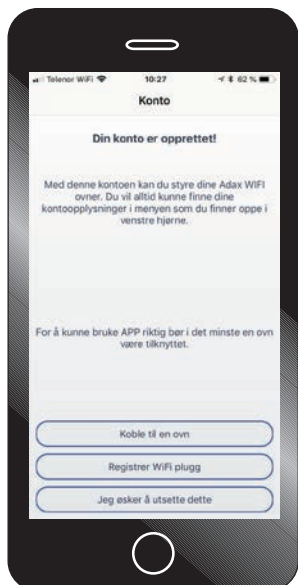 Telenor WiFi 10:27 62 %
Konto
Din konto er opprettet!
Med denne kontoen kan du styre dine Adax WIFI
ovner. Du vil alltid kunne finne dine
kontoopplysninger i menyen som du finner oppe i
venstre hjørne.
For å kunne bruke APP riktig bør i det minste en ovn
være tilknyttet.
Koble til en ovn
Registrer WiFi plugg
Jeg øsker å utsette dette